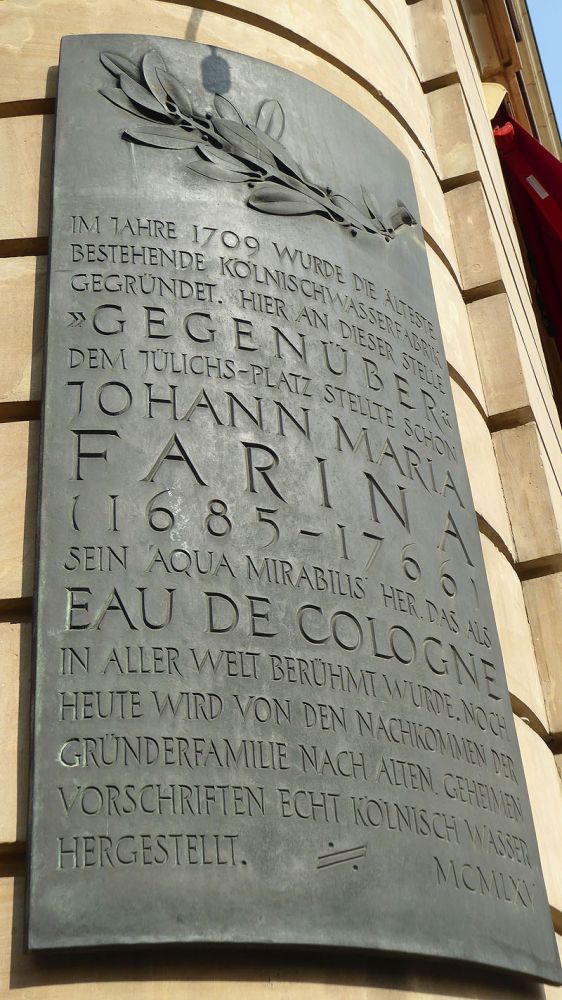 IM JAHRE 1709 WURDE DIE ÄLTESTE
BESTEHENDE KÖLNISCHWASSERFABRIK
GEGRÜNDET. HIER AN DIESER STELLE
»GEGENÜBER«
DEM JÜLICHS-PLATZ STELLTE SCHON
JOHANN MARIA
FARINA
(1685–1766)
SEIN 'AQUA MIRABILIS' HER. DAS ALS
EAU DE COLOGNE
IN ALLER WELT BERÜHMT WURDE. NOCH
HEUTE WIRD VON DEN NACHKOMMEN DER
GRÜNDERFAMILIE NACH ALTEN, GEHEIMEN
VORSCHRIFTEN ECHT KÖLNISCH WASSER
HERGESTELLT. MCMLXV